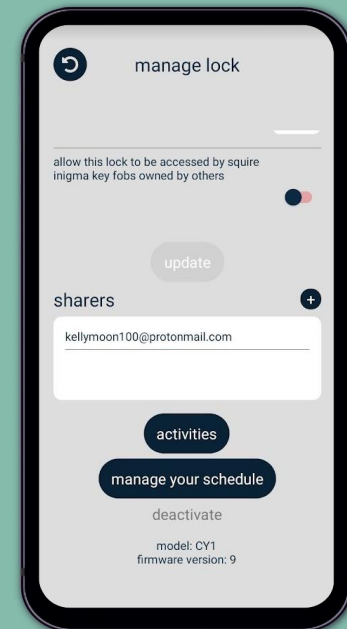 manage lock
allow this lock to be accessed by squire
inigma key fobs owned by others
update
sharers
kellymoon100@protonmail.com
activities
manage your schedule
deactivate
model: CY1
firmware version: 9